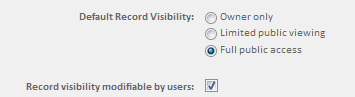 Default Record Visibility: Owner only
Limited public viewing
Full public access
Record visibility modifiable by users: